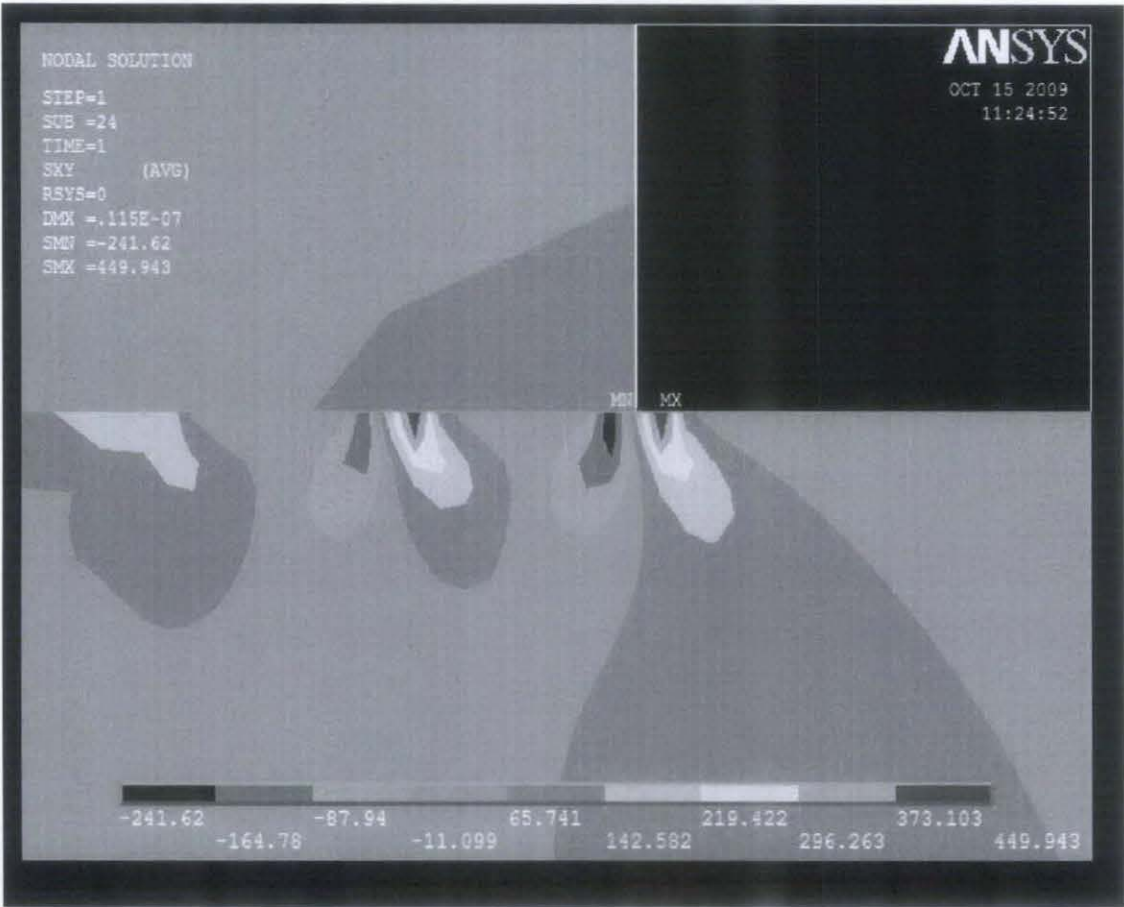 NODAL SOLUTION
STEP=1
SUB =24
TIME=1
SXY (AVG)
RSYS=0
DMX =.115E-07
SMN =-241.62
SMX =449.943
ANSYS
OCT 15 2009
11:24:52
MN MX
-241.62 -87.94 65.741 219.422 373.103
-164.78 -11.099 142.582 296.263 449.943